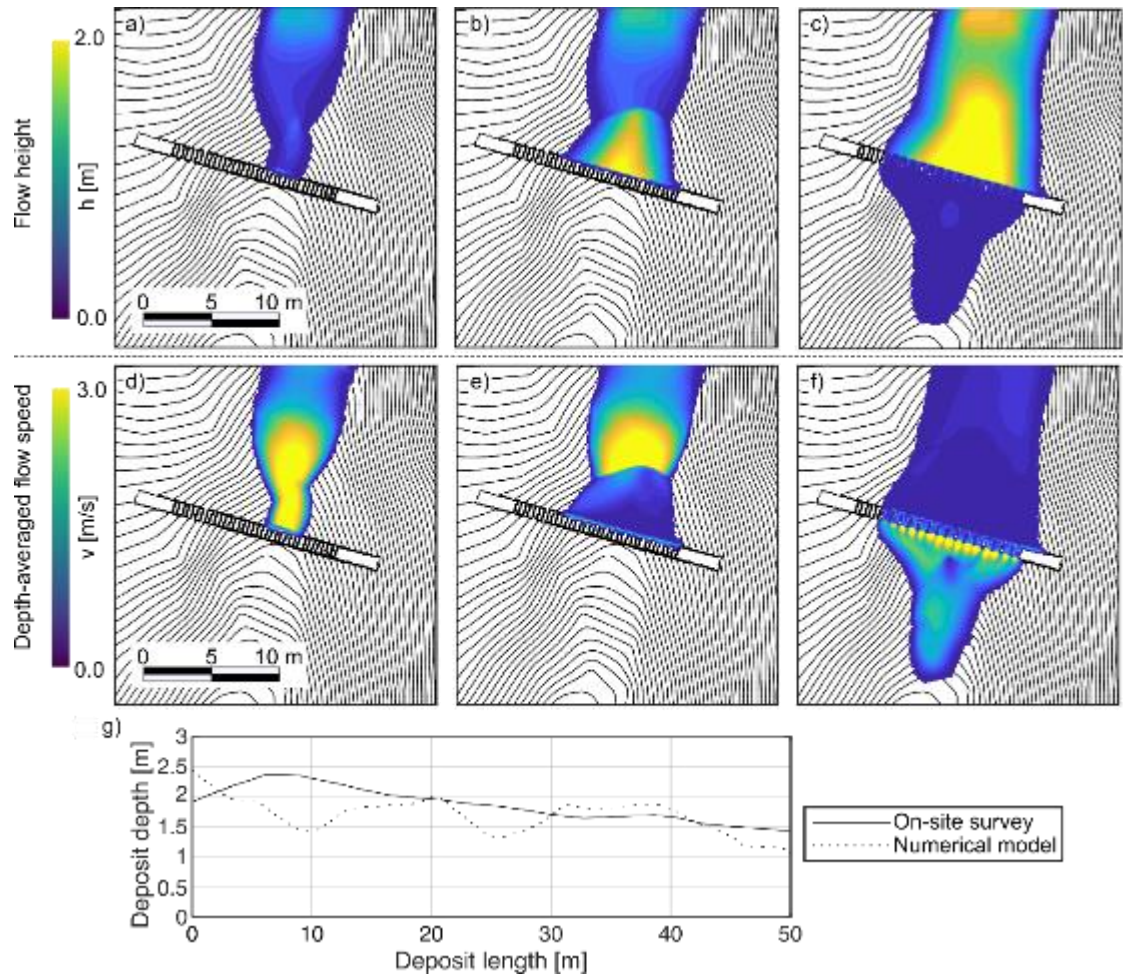 a)
b)
c)
2.0
Flow height
h [m]
0.0
0 5 10 m
d)
e)
f)
3.0
Depth-averaged flow speed
v [m/s]
0.0
0 5 10 m
g)
3
2.5
2
1.5
1
0.5
0
Deposit depth [m]
0 10 20 30 40 50
Deposit length [m]
On-site survey
Numerical model